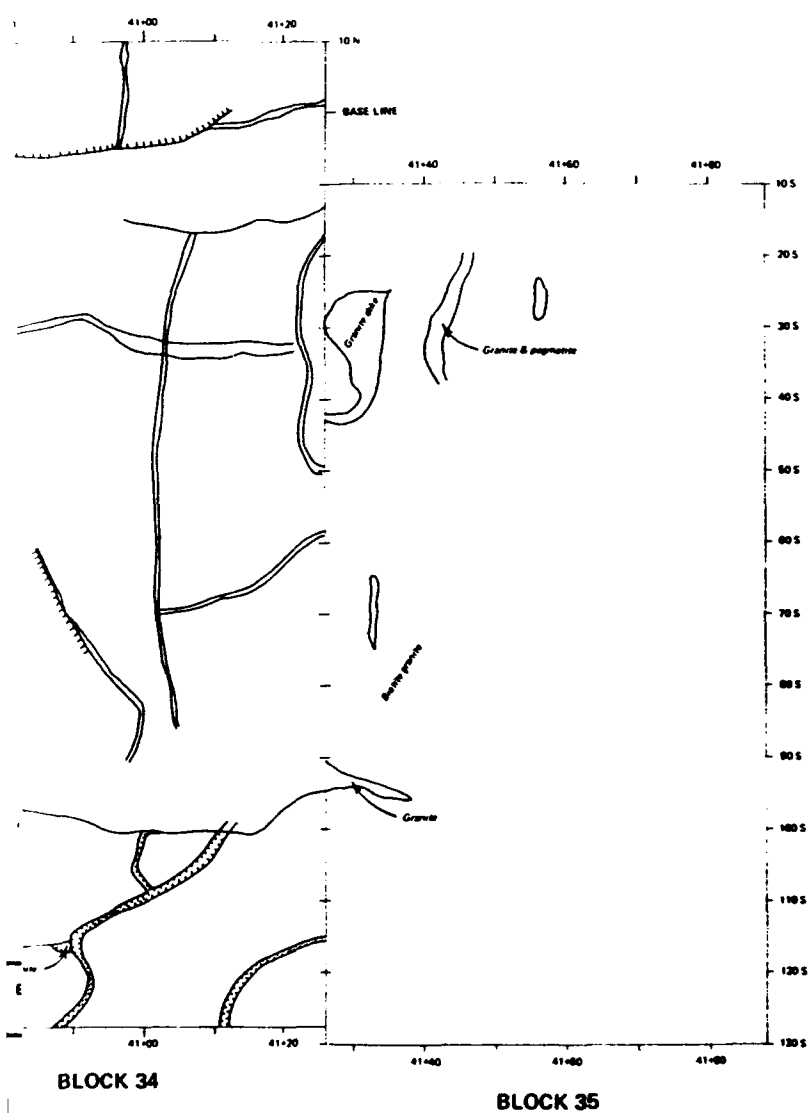 41+00
41+20
10 N
BASE LINE
41+40
41+60
41+80
10 S
20 S
30 S
40 S
50 S
60 S
70 S
80 S
90 S
100 S
110 S
120 S
130 S
Granite dike
Granite & pegmatite
Biotite granite
Granite
E
41+00
41+20
41+40
41+60
41+80
BLOCK 34
BLOCK 35